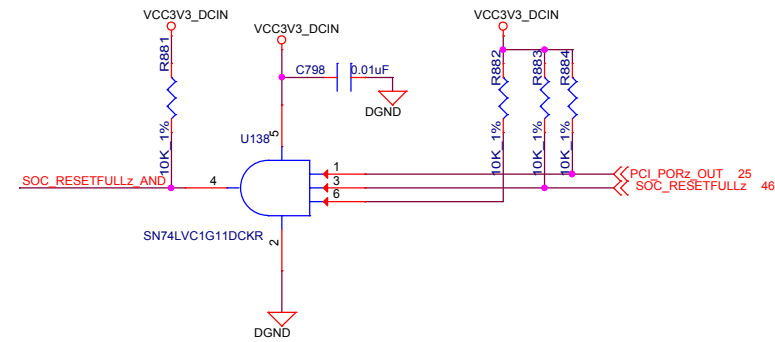 VCC3V3_DCIN
VCC3V3_DCIN
VCC3V3_DCIN
R881
10K_1%
C798
0.01uF
DGND
R882
10K_1%
R883
10K_1%
R884
10K_1%
U138
5
SOC_RESETFULLz_AND
4
1
3
6
PCI_PORz_OUT 25
SOC_RESETFULLz 46
SN74LVC1G11DCKR
2
DGND